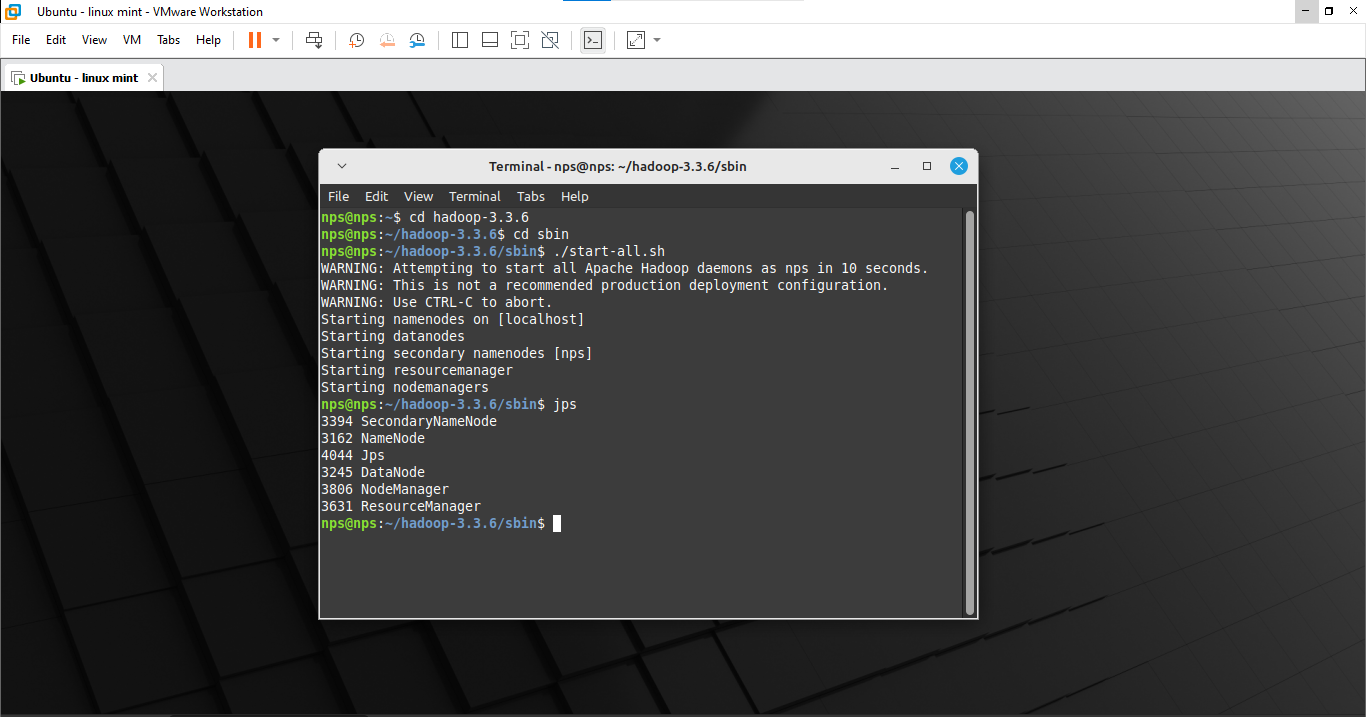 Ubuntu - linux mint - VMware Workstation
File Edit View VM Tabs Help
Ubuntu - linux mint
Terminal - nps@nps: ~/hadoop-3.3.6/sbin
File Edit View Terminal Tabs Help
nps@nps:~$ cd hadoop-3.3.6
nps@nps:~/hadoop-3.3.6$ cd sbin
nps@nps:~/hadoop-3.3.6/sbin$ ./start-all.sh
WARNING: Attempting to start all Apache Hadoop daemons as nps in 10 seconds.
WARNING: This is not a recommended production deployment configuration.
WARNING: Use CTRL-C to abort.
Starting namenodes on [localhost]
Starting datanodes
Starting secondary namenodes [nps]
Starting resourcemanager
Starting nodemanagers
nps@nps:~/hadoop-3.3.6/sbin$ jps
3394 SecondaryNameNode
3162 NameNode
4044 Jps
3245 DataNode
3806 NodeManager
3631 ResourceManager
nps@nps:~/hadoop-3.3.6/sbin$